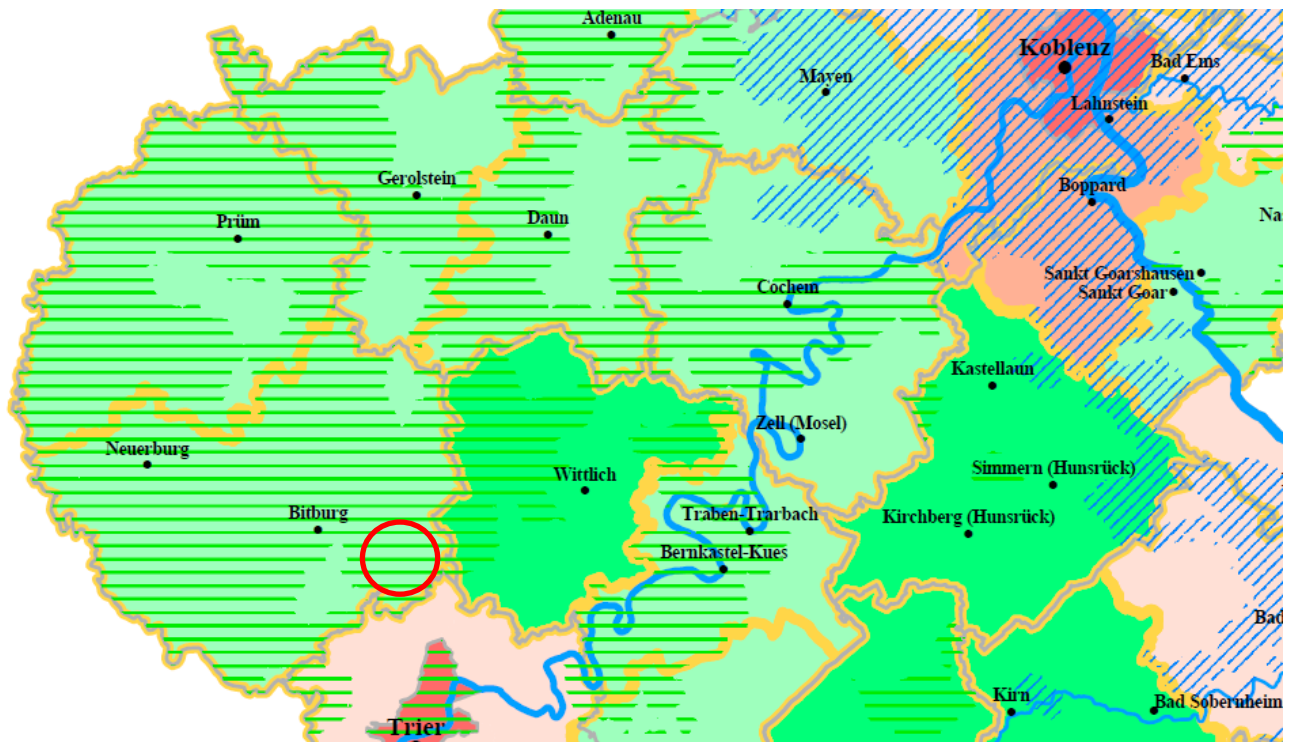 Adenau
Koblenz
Bad Ems
Mayen
Lahnstein
Gerolstein
Boppard
Prüm
Daun
Na
Sankt Goarshausen
Cochem
Sankt Goar
Kastellaun
Zell (Mosel)
Neuerburg
Wittlich
Simmern (Hunsrück)
Bitburg
Traben-Trarbach
Kirchberg (Hunsrück)
Bernkastel-Kues
Bad
Kirn
Bad Sobernheim
Trier